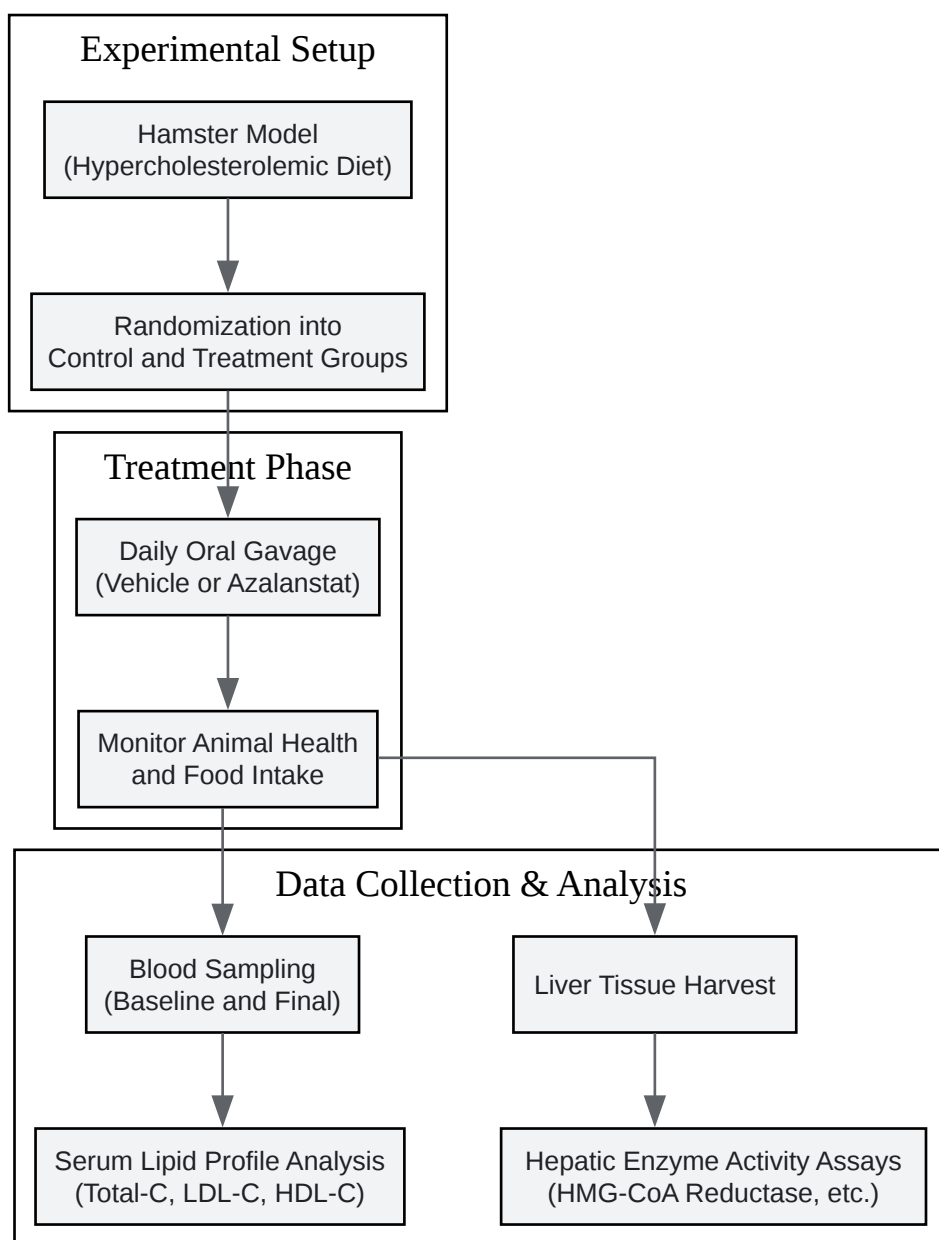 Experimental Setup
Hamster Model
(Hypercholesterolemic Diet)
Randomization into
Control and Treatment Groups
Treatment Phase
Daily Oral Gavage
(Vehicle or Azalanstat)
Monitor Animal Health
and Food Intake
Data Collection & Analysis
Blood Sampling
(Baseline and Final)
Liver Tissue Harvest
Serum Lipid Profile Analysis
(Total-C, LDL-C, HDL-C)
Hepatic Enzyme Activity Assays
(HMG-CoA Reductase, etc.)